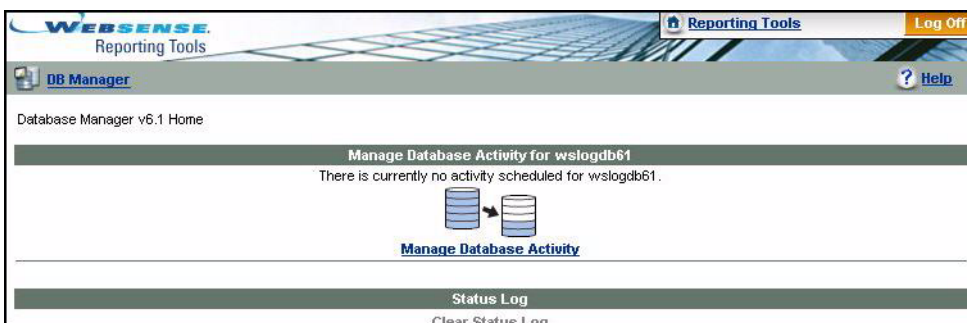 WEBSENSE.
Reporting Tools
Reporting Tools
Log Off
DB Manager
? Help
Database Manager v6.1 Home
Manage Database Activity for wslogdb61
There is currently no activity scheduled for wslogdb61.
Manage Database Activity
Status Log
Clear Status Log